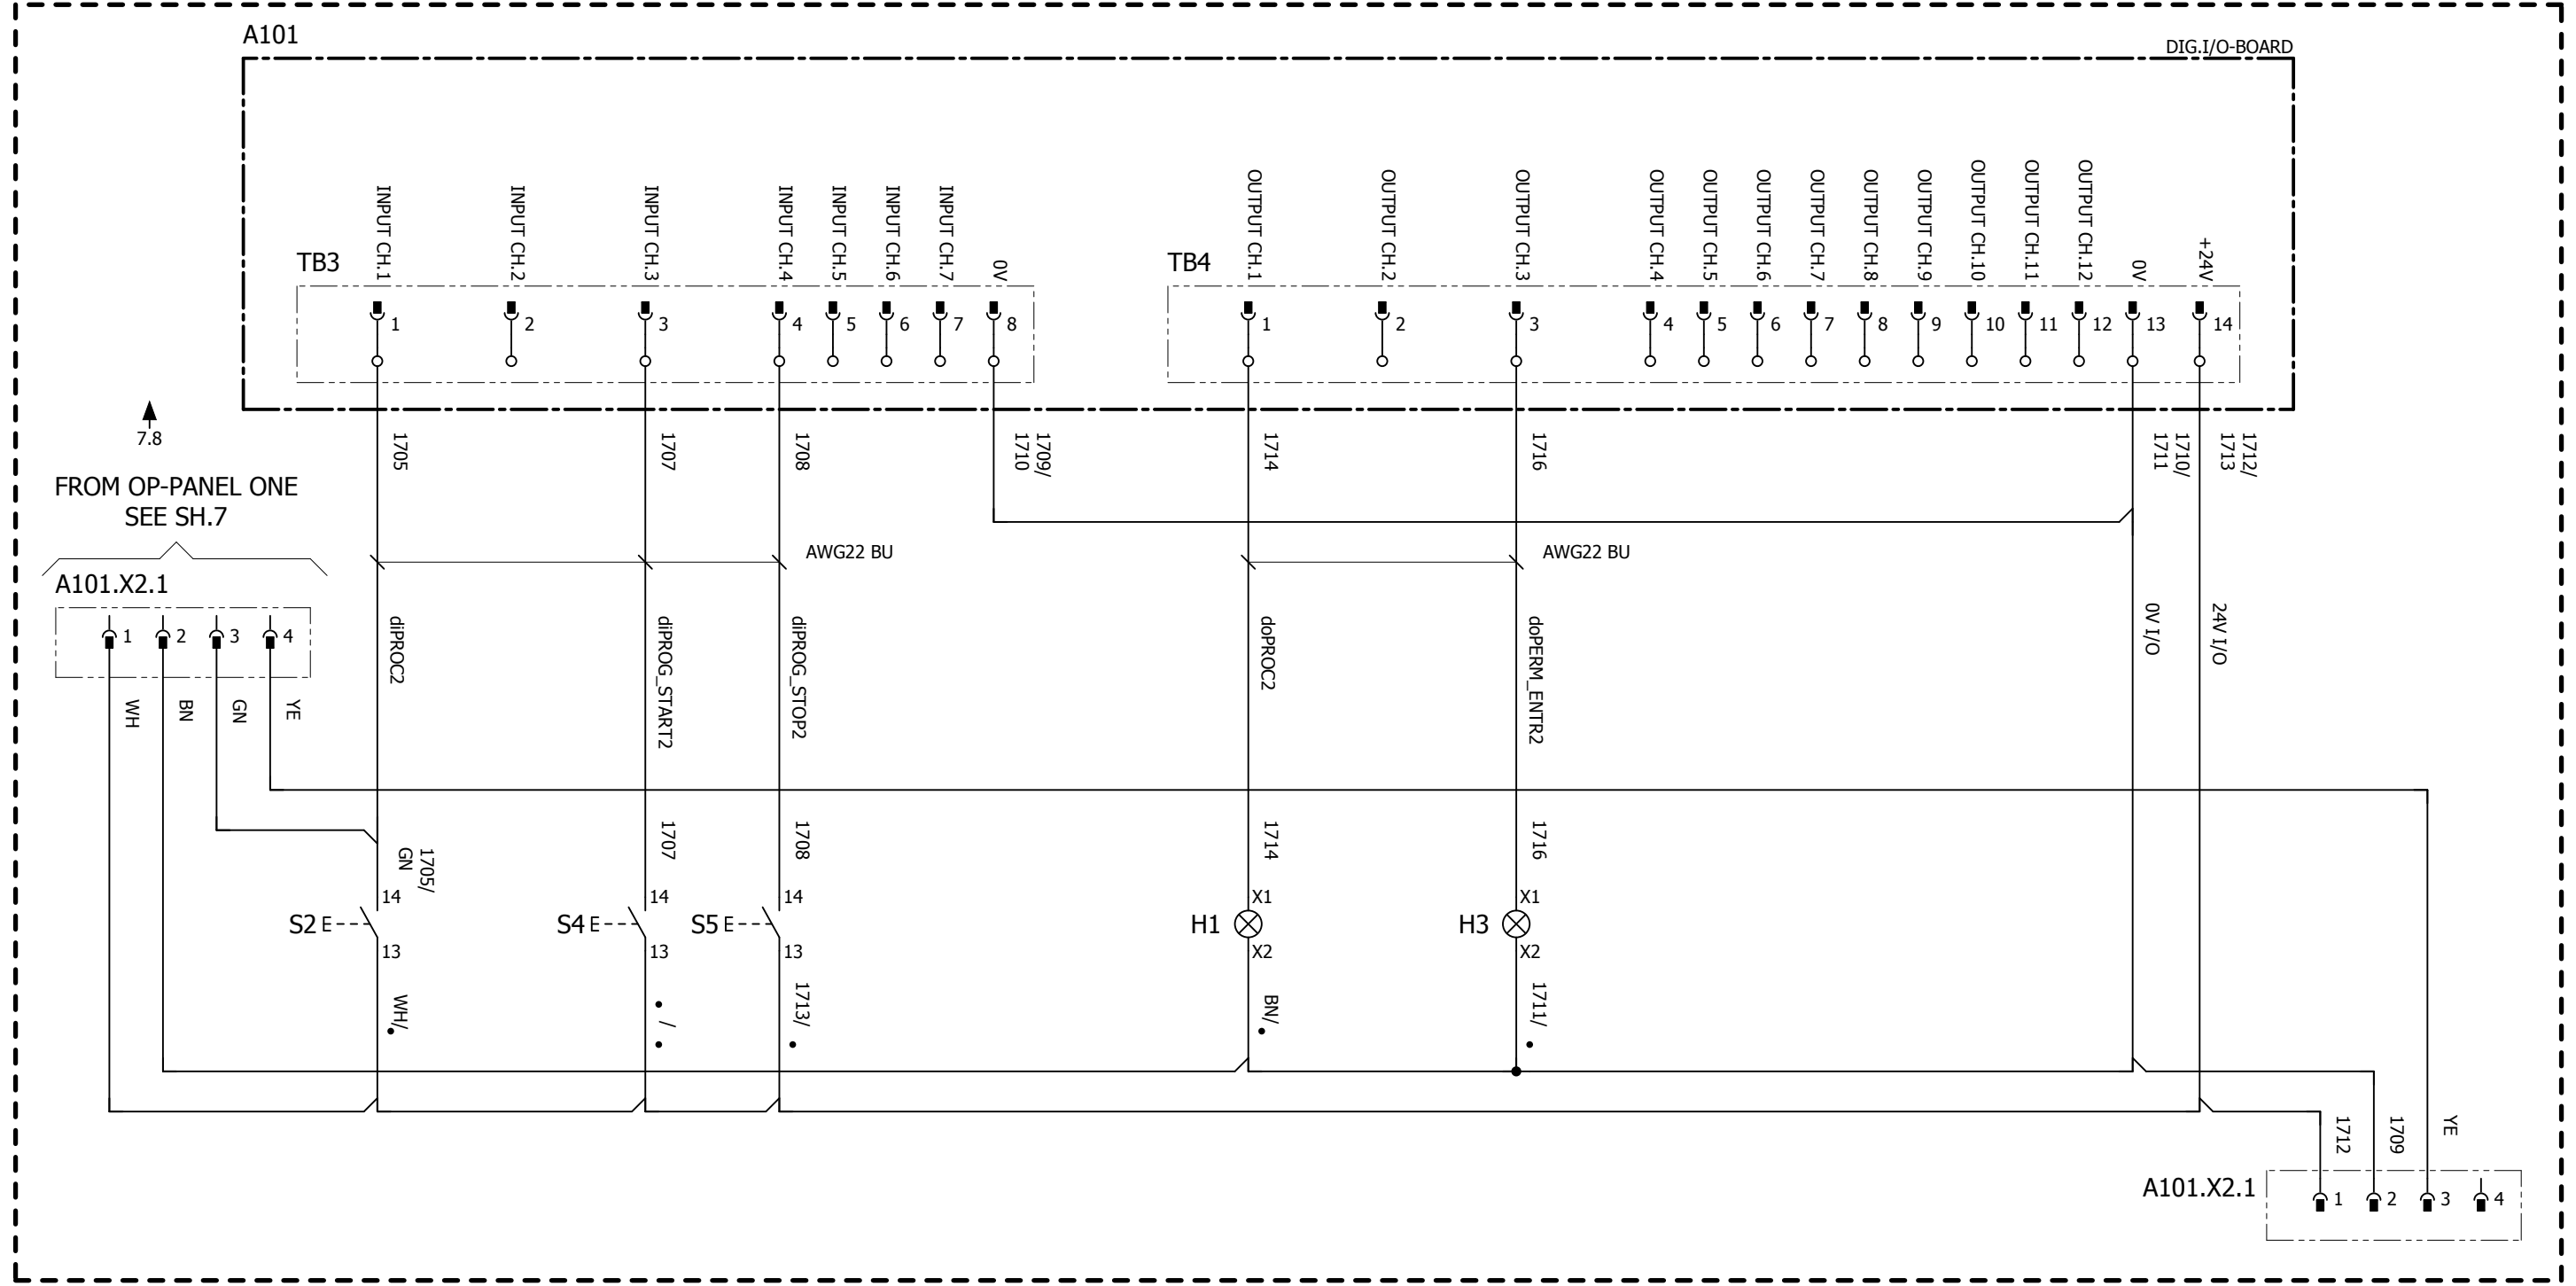 A101
DIG.I/O-BOARD
INPUT CH.1
INPUT CH.2
INPUT CH.3
INPUT CH.4
INPUT CH.5
INPUT CH.6
INPUT CH.7
0V
OUTPUT CH.1
OUTPUT CH.2
OUTPUT CH.3
OUTPUT CH.4
OUTPUT CH.5
OUTPUT CH.6
OUTPUT CH.7
OUTPUT CH.8
OUTPUT CH.9
OUTPUT CH.10
OUTPUT CH.11
OUTPUT CH.12
0V
+24V
TB3
TB4
1 2 3 4 5 6 7 8
1 2 3 4 5 6 7 8 9 10 11 12 13 14
7.8
1705
1707
1708
1709/
1710
1714
1716
1710/
1711
1712/
1713
FROM OP-PANEL ONE
SEE SH.7
AWG22 BU
AWG22 BU
A101.X2.1
1 2 3 4
WH
BN
GN
YE
diPROC2
diPROG_START2
diPROG_STOP2
doPROC2
doPERM_ENTR2
0V I/O
24V I/O
1705/
GN
1707
1708
1714
1716
14
14
14
X1
X1
S2
S4
S5
H1
H3
13
13
13
X2
X2
WH/
/
1713/
BN/
1711/
1712
1709
YE
A101.X2.1
1 2 3 4